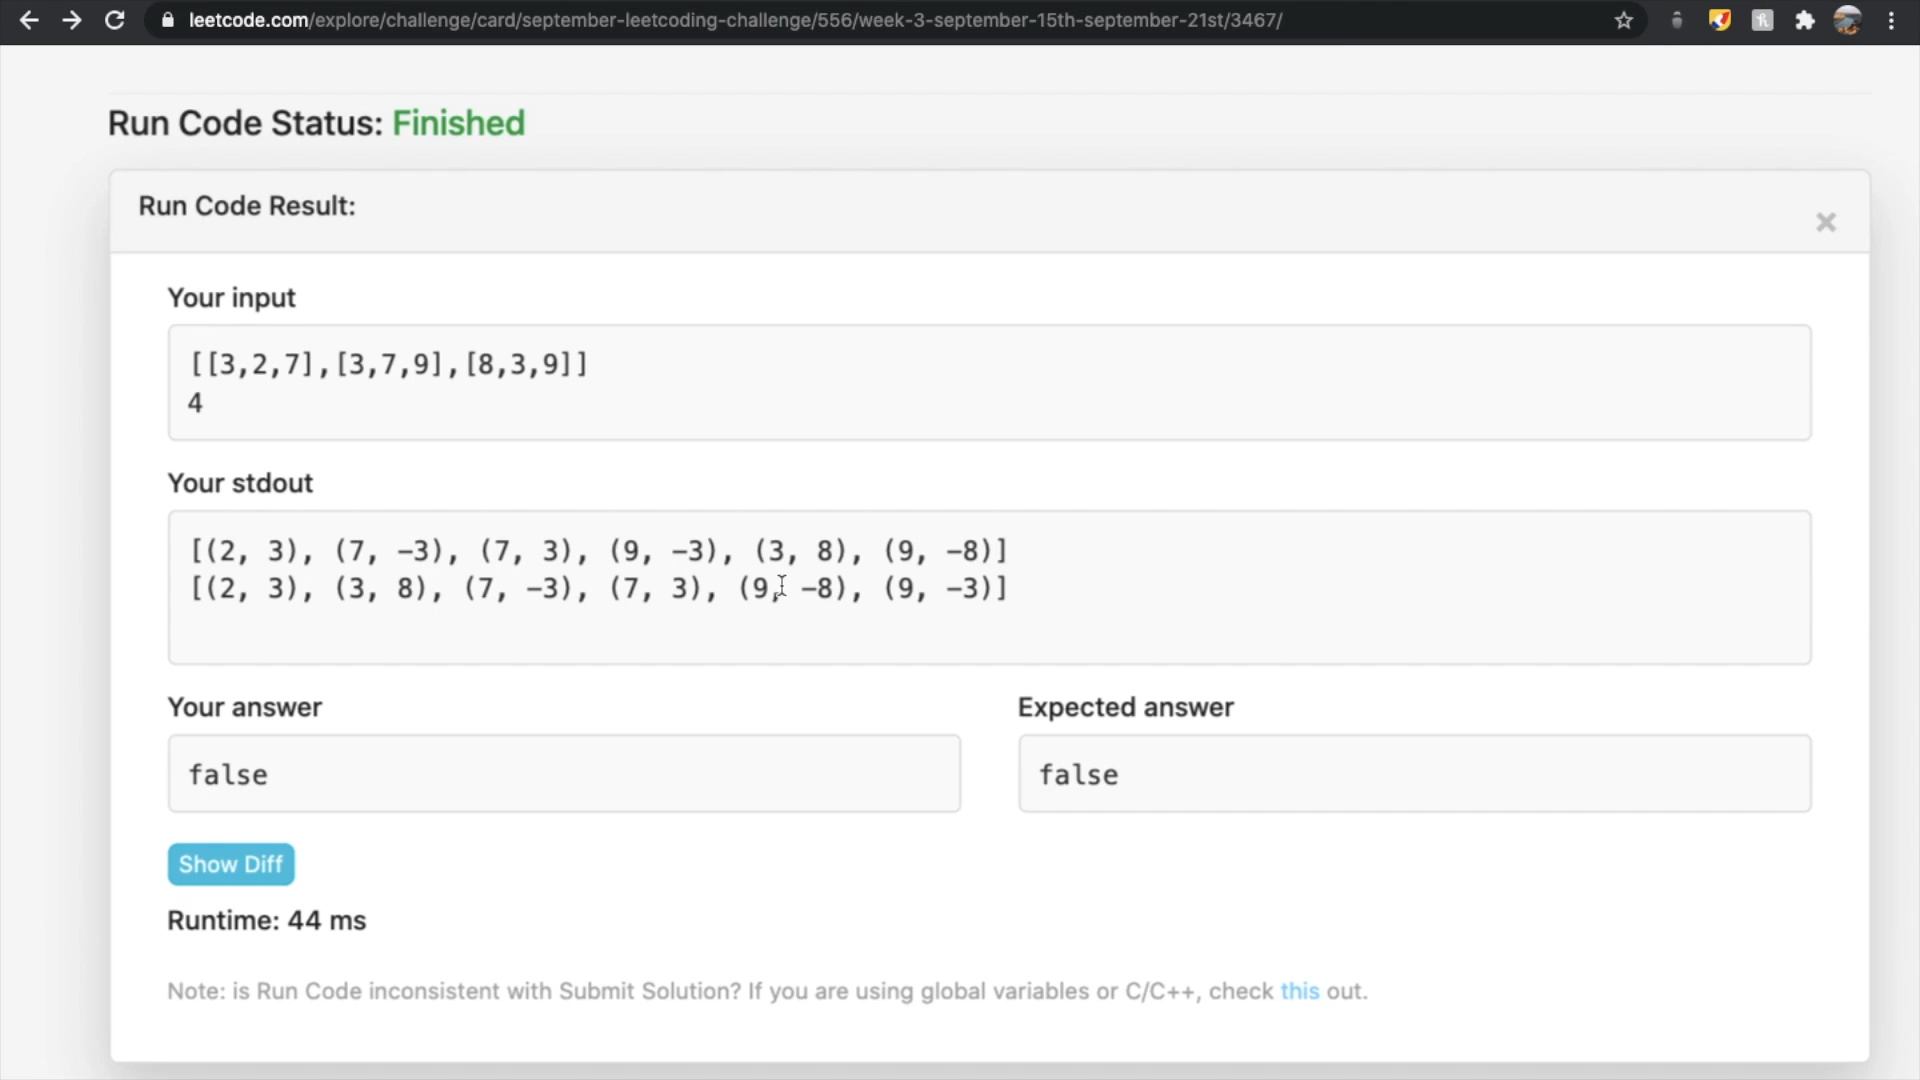 leetcode.com/explore/challenge/card/september-leetcoding-challenge/556/week-3-september-15th-september-21st/3467/
Run Code Status: Finished
Run Code Result:
×
Your input
[[3,2,7],[3,7,9],[8,3,9]]
4
Your stdout
[(2, 3), (7, -3), (7, 3), (9, -3), (3, 8), (9, -8)]
[(2, 3), (3, 8), (7, -3), (7, 3), (9, -8), (9, -3)]
Your answer
Expected answer
false
false
Show Diff
Runtime: 44 ms
Note: is Run Code inconsistent with Submit Solution? If you are using global variables or C/C++, check this out.